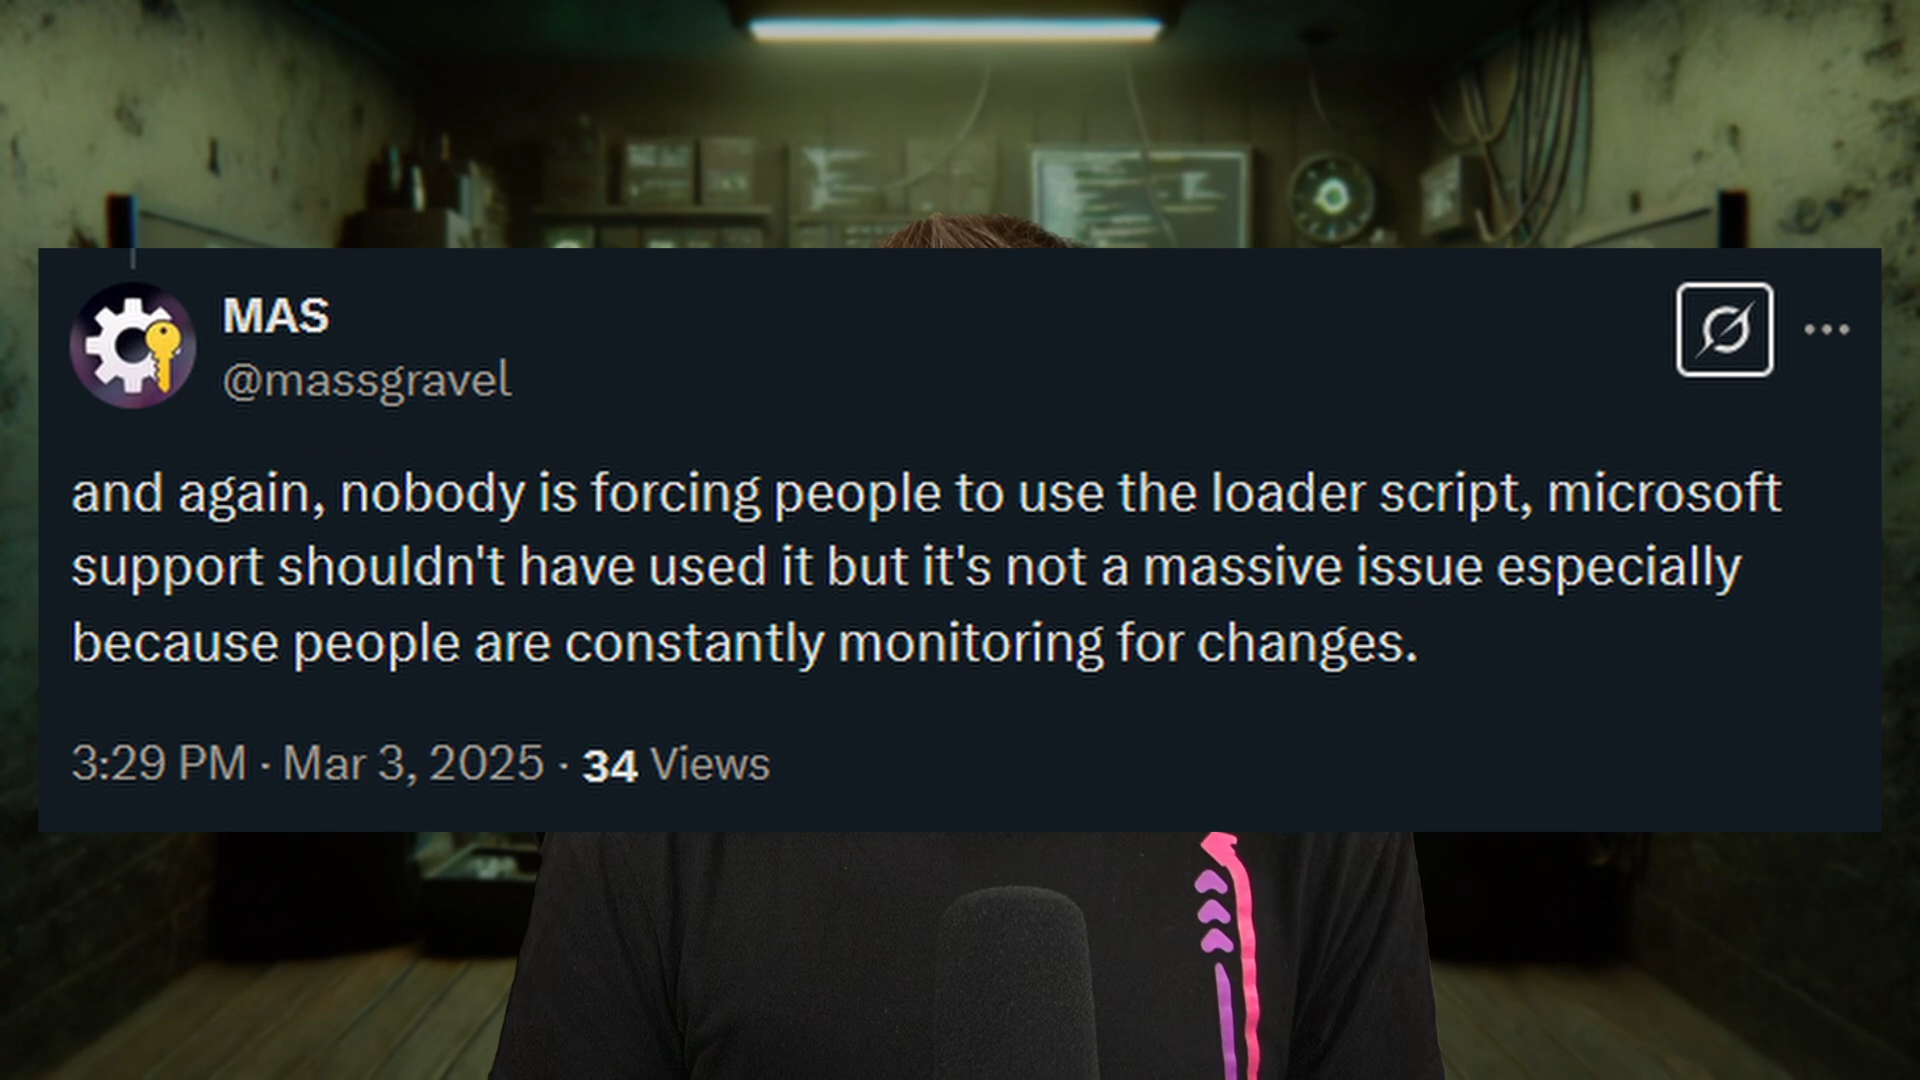 MAS
@massgravel
and again, nobody is forcing people to use the loader script, microsoft
support shouldn't have used it but it's not a massive issue especially
because people are constantly monitoring for changes.
3:29 PM · Mar 3, 2025 · 34 Views